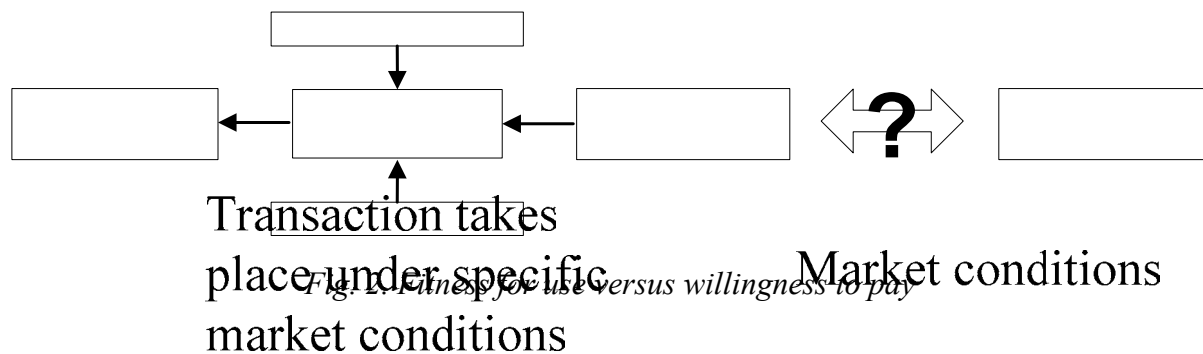 ?
Transaction takes
place under specific
market conditions
Market conditions
Fig. 2. Fitness for use versus willingness to pay